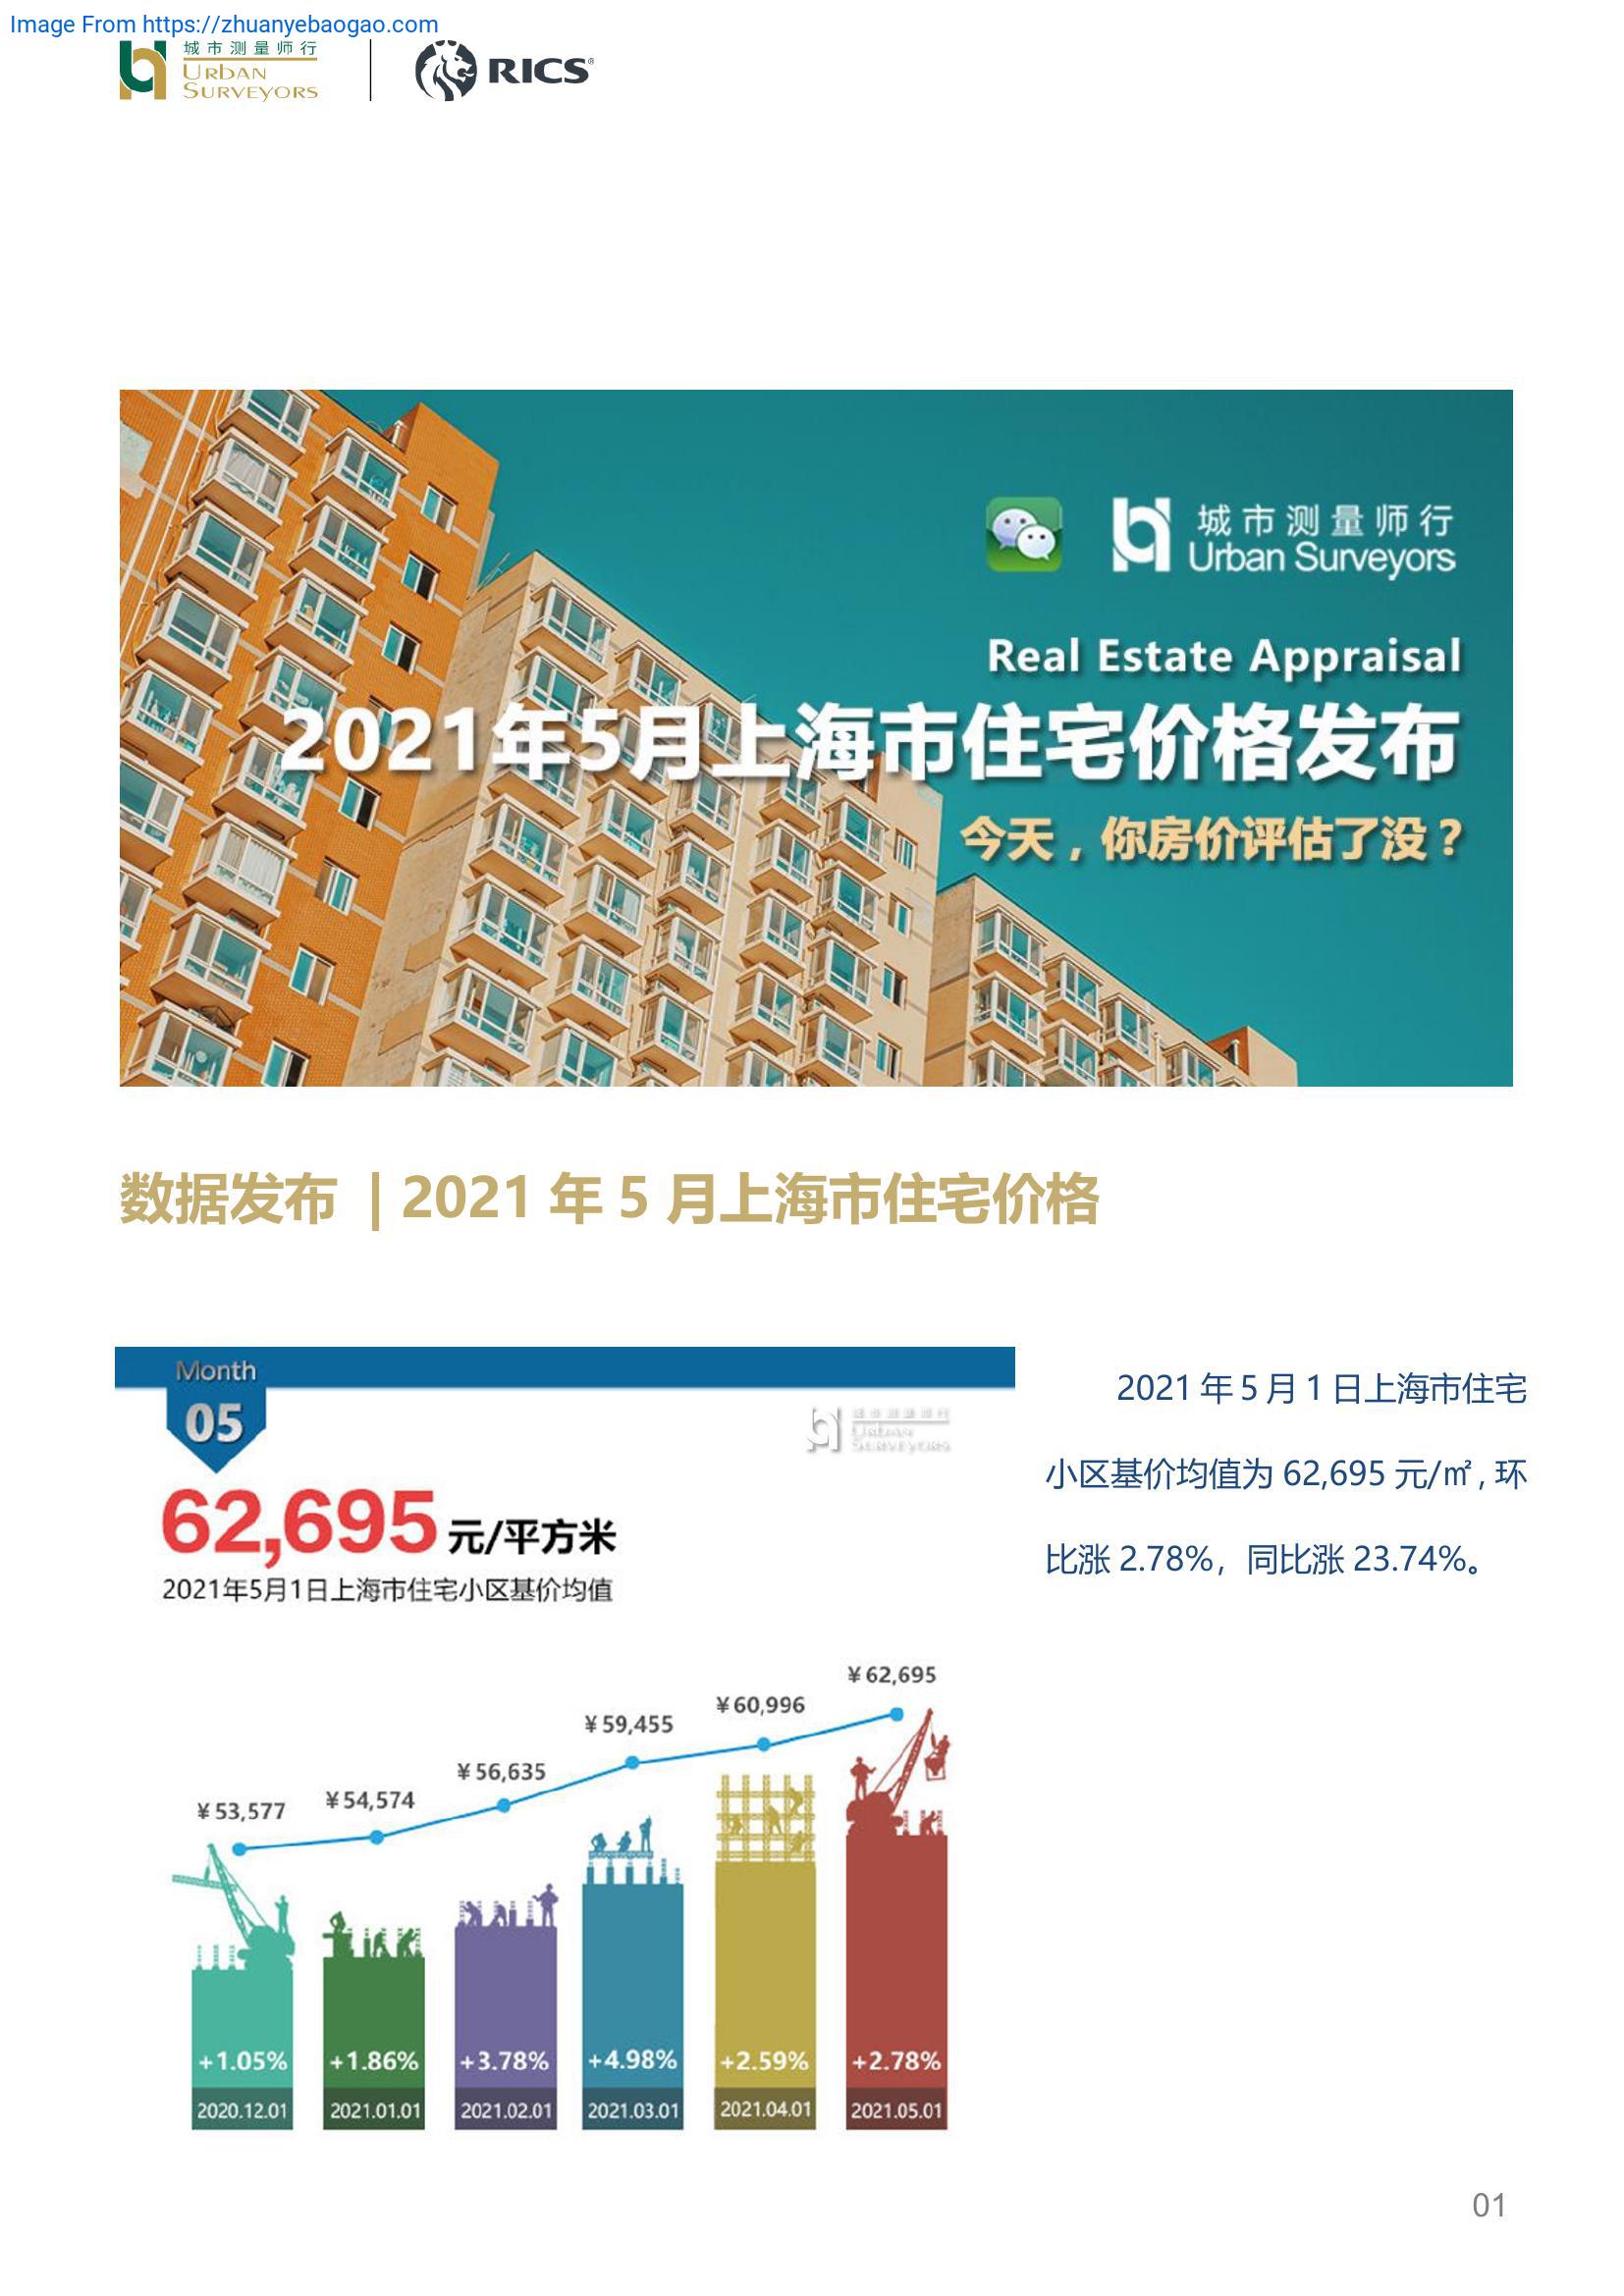 Image From https://zhuanyebaogao.com
城市测量师行
URBAN
SURVEYORS
RICS®
城市测量师行
Urban Surveyors
Real Estate Appraisal
2021年5月上海市住宅价格发布
今天，你房价评估了没？
数据发布 | 2021 年 5 月上海市住宅价格
Month
05
城市测量师行
URBAN
SURVEYORS
62,695 元/平方米
2021年5月1日上海市住宅小区基价均值
2021 年 5 月 1 日上海市住宅
小区基价均值为 62,695 元/㎡, 环
比涨 2.78%，同比涨 23.74%。
¥53,577
¥54,574
¥56,635
¥59,455
¥60,996
¥62,695
+1.05%
+1.86%
+3.78%
+4.98%
+2.59%
+2.78%
2020.12.01
2021.01.01
2021.02.01
2021.03.01
2021.04.01
2021.05.01
01